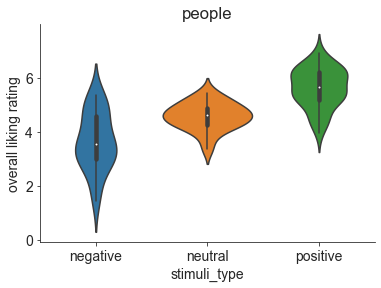 people
overall liking rating
6
4
2
0
negative neutral positive
stimuli_type